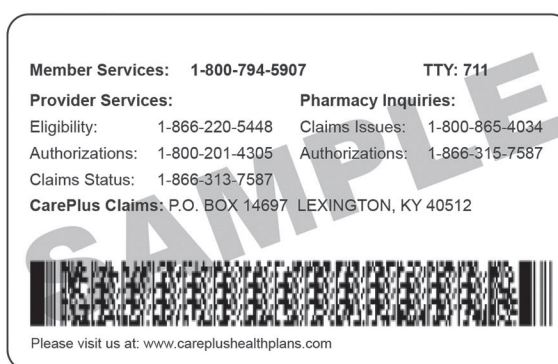 Member Services: 1-800-794-5907 TTY: 711
Provider Services: Pharmacy Inquiries:
Eligibility: 1-866-220-5448 Claims Issues: 1-800-865-4034
Authorizations: 1-800-201-4305 Authorizations: 1-866-315-7587
Claims Status: 1-866-313-7587
CarePlus Claims: P.O. BOX 14697 LEXINGTON, KY 40512
SAMPLE
Please visit us at: www.careplushealthplans.com